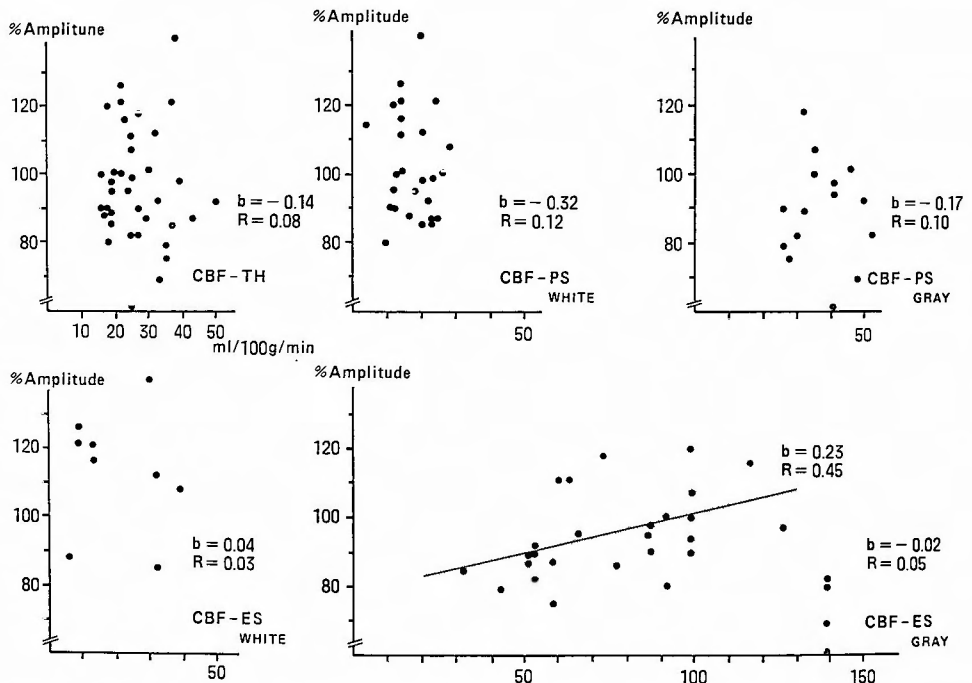 %Amplitune
120
100
80
b = – 0.14
R = 0.08
CBF – TH
10 20 30 40 50
ml/100g/min
%Amplitude
120
100
80
b = – 0.32
R = 0.12
CBF – PS
WHITE
50
%Amplitude
120
100
80
b = – 0.17
R = 0.10
CBF – PS
GRAY
50
%Amplitude
120
100
80
b = 0.04
R = 0.03
CBF – ES
WHITE
50
%Amplitude
120
100
80
b = 0.23
R = 0.45
b = – 0.02
R = 0.05
CBF – ES
GRAY
50 100 150